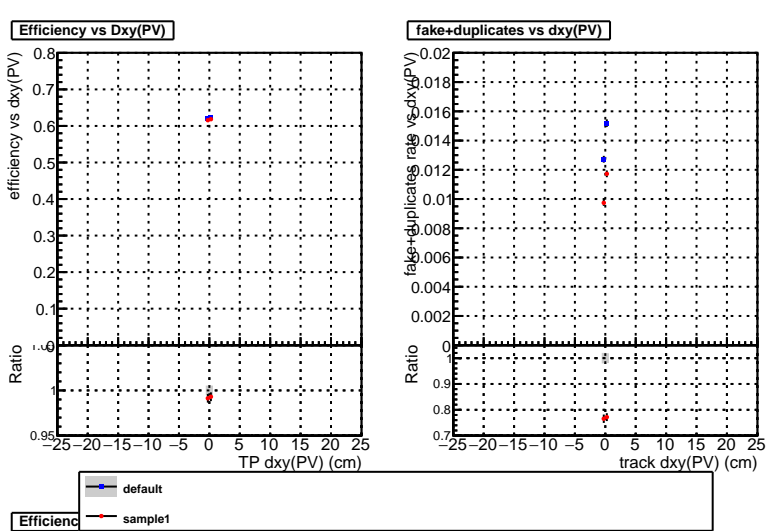 Efficiency vs Dxy(PV)
efficiency vs dxy(PV)
0.8
0.7
0.6
0.5
0.4
0.3
0.2
0.1
0
Ratio
1
0.95
−25 −20 −15 −10 −5 0 5 10 15 20 25
TP dxy(PV) (cm)
fake+duplicates vs dxy(PV)
fake+duplicates rate vs dxy(PV)
0.02
0.018
0.016
0.014
0.012
0.01
0.008
0.006
0.004
0.002
0
Ratio
1
0.9
0.8
0.7
−25 −20 −15 −10 −5 0 5 10 15 20 25
track dxy(PV) (cm)
default
sample1
Efficienc